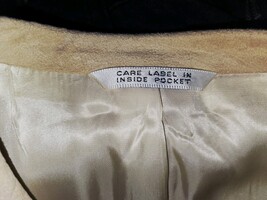 CARE LABEL IN
INSIDE POCKET